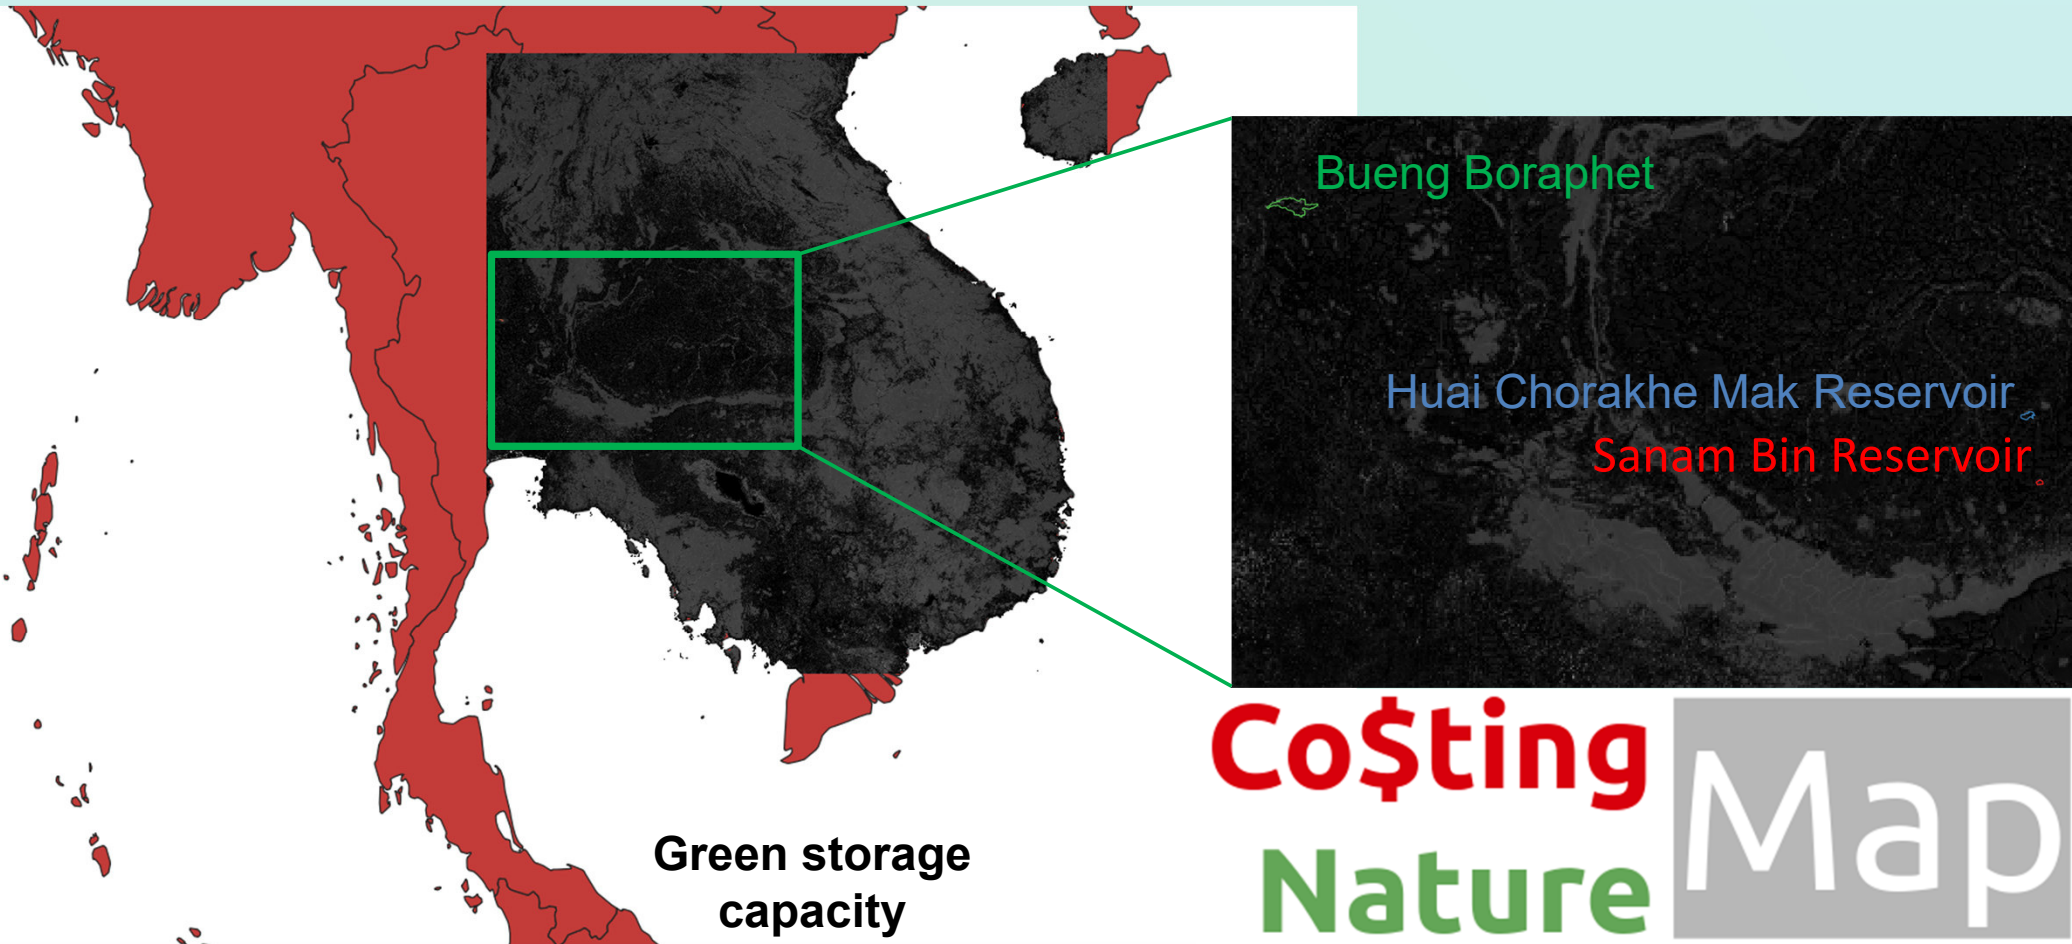 Bueng Boraphet
Huai Chorakhe Mak Reservoir
Sanam Bin Reservoir
Green storage
capacity
Co$ting
Nature
Map